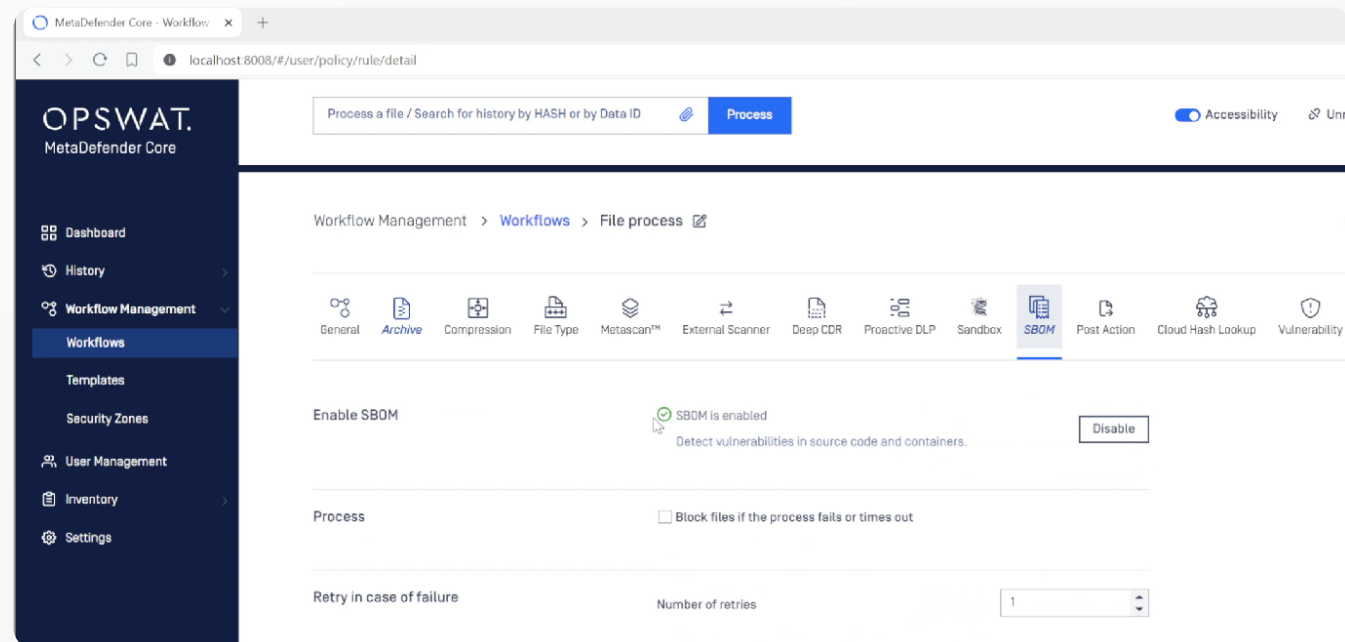 MetaDefender Core - Workflow
localhost:8008/#/user/policy/rule/detail
OPSWAT.
MetaDefender Core
Process a file / Search for history by HASH or by Data ID
Process
Accessibility
Dashboard
History
Workflow Management
Workflows
Templates
Security Zones
User Management
Inventory
Settings
Workflow Management > Workflows > File process
General Archive Compression File Type Metascan™ External Scanner Deep CDR Proactive DLP Sandbox SBOM Post Action Cloud Hash Lookup Vulnerability
Enable SBOM
SBOM is enabled
Detect vulnerabilities in source code and containers.
Disable
Process
Block files if the process fails or times out
Retry in case of failure
Number of retries
1